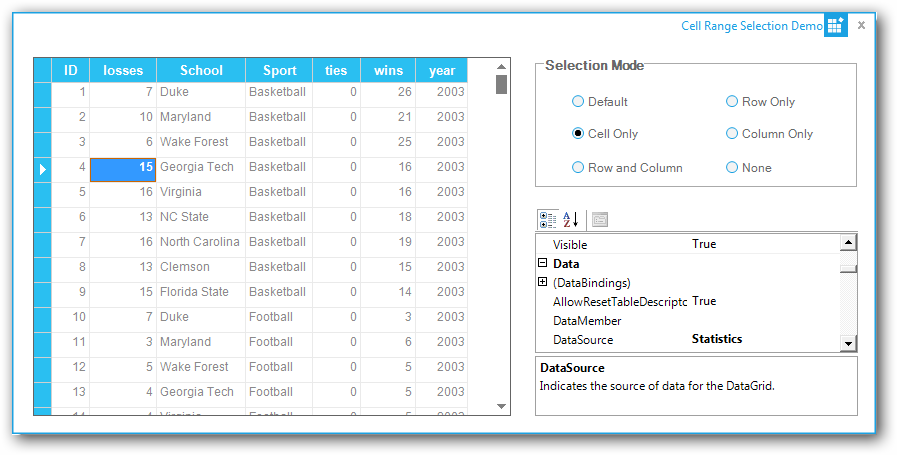 Cell Range Selection Demo
ID losses School Sport ties wins year
1 7 Duke Basketball 0 26 2003
2 10 Maryland Basketball 0 21 2003
3 6 Wake Forest Basketball 0 25 2003
4 15 Georgia Tech Basketball 0 16 2003
5 16 Virginia Basketball 0 16 2003
6 13 NC State Basketball 0 18 2003
7 16 North Carolina Basketball 0 19 2003
8 13 Clemson Basketball 0 15 2003
9 15 Florida State Basketball 0 14 2003
10 7 Duke Football 0 3 2003
11 3 Maryland Football 0 6 2003
12 5 Wake Forest Football 0 5 2003
13 4 Georgia Tech Football 0 5 2003
14 4 Virginia Football 0 5 2003
Selection Mode
Default Row Only
Cell Only Column Only
Row and Column None
Visible True
Data
(DataBindings)
AllowResetTableDescriptc True
DataMember
DataSource Statistics
DataSource
Indicates the source of data for the DataGrid.